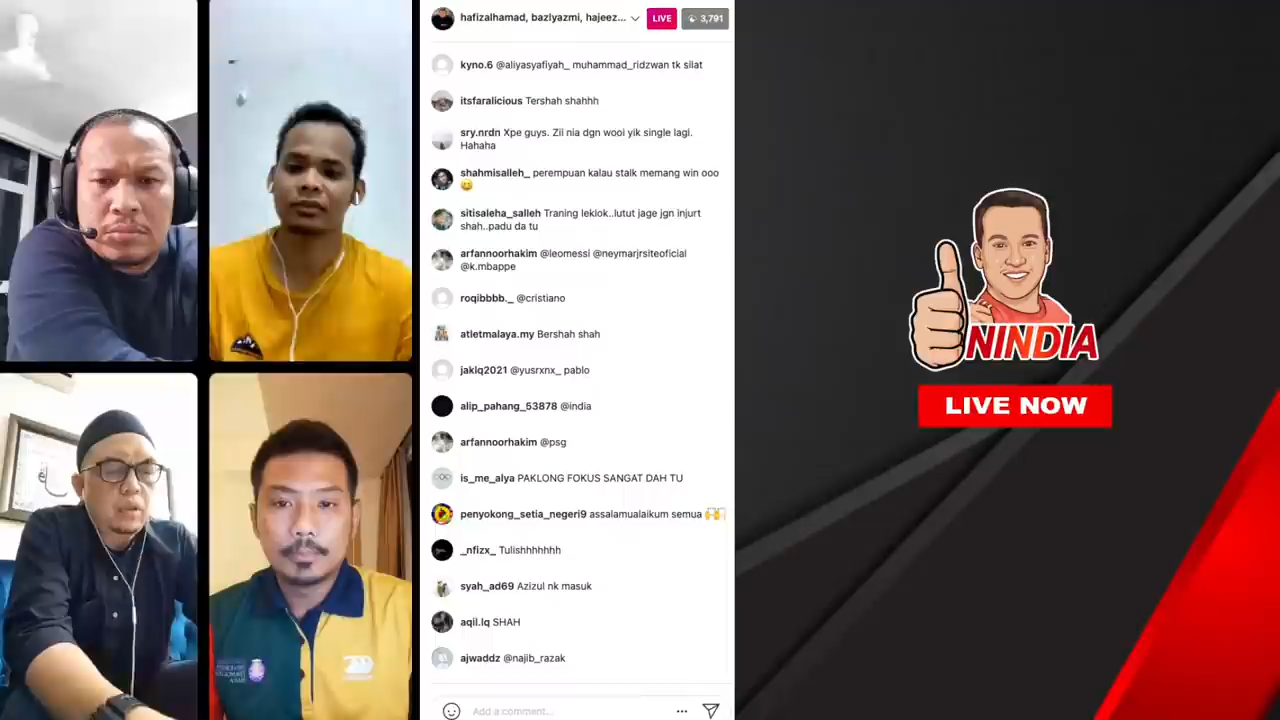 hafizalhamad, bazlyazmi, hajeez...
LIVE
3,791
kyno.6 @aliyasyafiyah_ muhammad_ridzwan tk silat
itsfaralicious Tershah shahhh
sry.nrdn Xpe guys. Zii nia dgn wooi yik single lagi.
Hahaha
shahmisalleh_ perempuan kalau stalk memang win ooo
😆
sitisaleha_salleh Traning leklok..lutut jage jgn injurt
shah..padu da tu
arfannoorhakim @leomessi @neymarjrsiteoficial
@k.mbappe
roqibbbb._ @cristiano
atletmalaya.my Bershah shah
jakiq2021 @yusrxnx_ pablo
alip_pahang_53878 @india
arfannoorhakim @psg
is_me_alya PAKLONG FOKUS SANGAT DAH TU
penyokong_setia_negeri9 assalamualaikum semua 🙌🙌
_nfizx_ Tulishhhhhhh
syah_ad69 Azizul nk masuk
aqil.lq SHAH
ajwaddz @najib_razak
Add a comment...
NINDIA
LIVE NOW